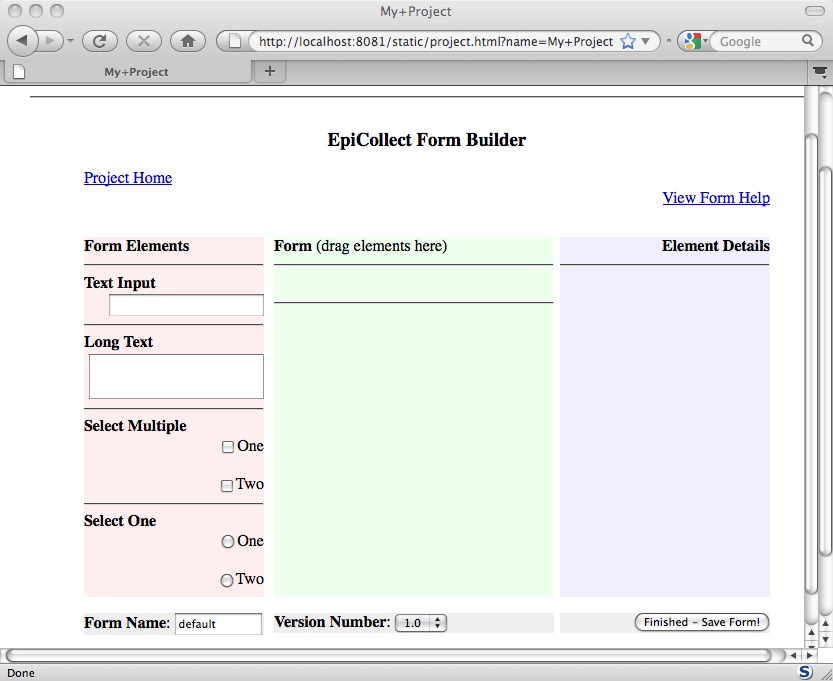 My+Project
http://localhost:8081/static/project.html?name=My+Project
Google
My+Project
+
EpiCollect Form Builder
Project Home
View Form Help
Form Elements
Form (drag elements here)
Element Details
Text Input
Long Text
Select Multiple
One
Two
Select One
One
Two
Form Name: default
Version Number: 1.0
Finished - Save Form!
Done
S